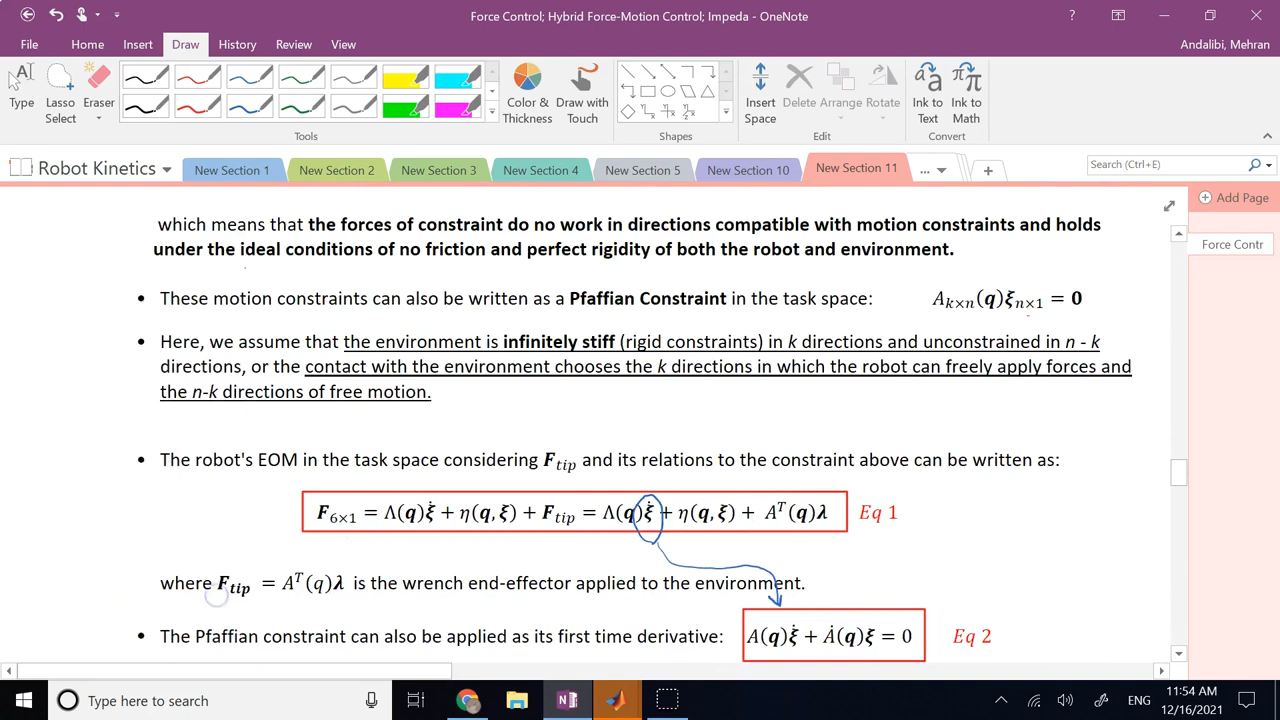 Force Control; Hybrid Force-Motion Control; Impeda - OneNote
Andalibi, Mehran
File Home Insert Draw History Review View
Type
Lasso Select
Eraser
Color & Thickness
Draw with Touch
Insert Space
Delete
Arrange
Rotate
Ink to Text
Ink to Math
Tools
Shapes
Edit
Convert
Robot Kinetics
New Section 1
New Section 2
New Section 3
New Section 4
New Section 5
New Section 10
New Section 11
...
Search (Ctrl+E)
Add Page
Force Contr
which means that the forces of constraint do no work in directions compatible with motion constraints and holds
under the ideal conditions of no friction and perfect rigidity of both the robot and environment.
• These motion constraints can also be written as a Pfaffian Constraint in the task space: A_{k×n}(q)ξ_{n×1} = 0
• Here, we assume that the environment is infinitely stiff (rigid constraints) in k directions and unconstrained in n - k
directions, or the contact with the environment chooses the k directions in which the robot can freely apply forces and
the n-k directions of free motion.
• The robot's EOM in the task space considering F_{tip} and its relations to the constraint above can be written as:
F_{6×1} = Λ(q)ξ̇ + η(q, ξ) + F_{tip} = Λ(q)ξ̇ + η(q, ξ) + A^T(q)λ Eq 1
where F_{tip} = A^T(q)λ is the wrench end-effector applied to the environment.
• The Pfaffian constraint can also be applied as its first time derivative: A(q)ξ̇ + Ȧ(q)ξ = 0 Eq 2
Type here to search
ENG
11:54 AM
12/16/2021